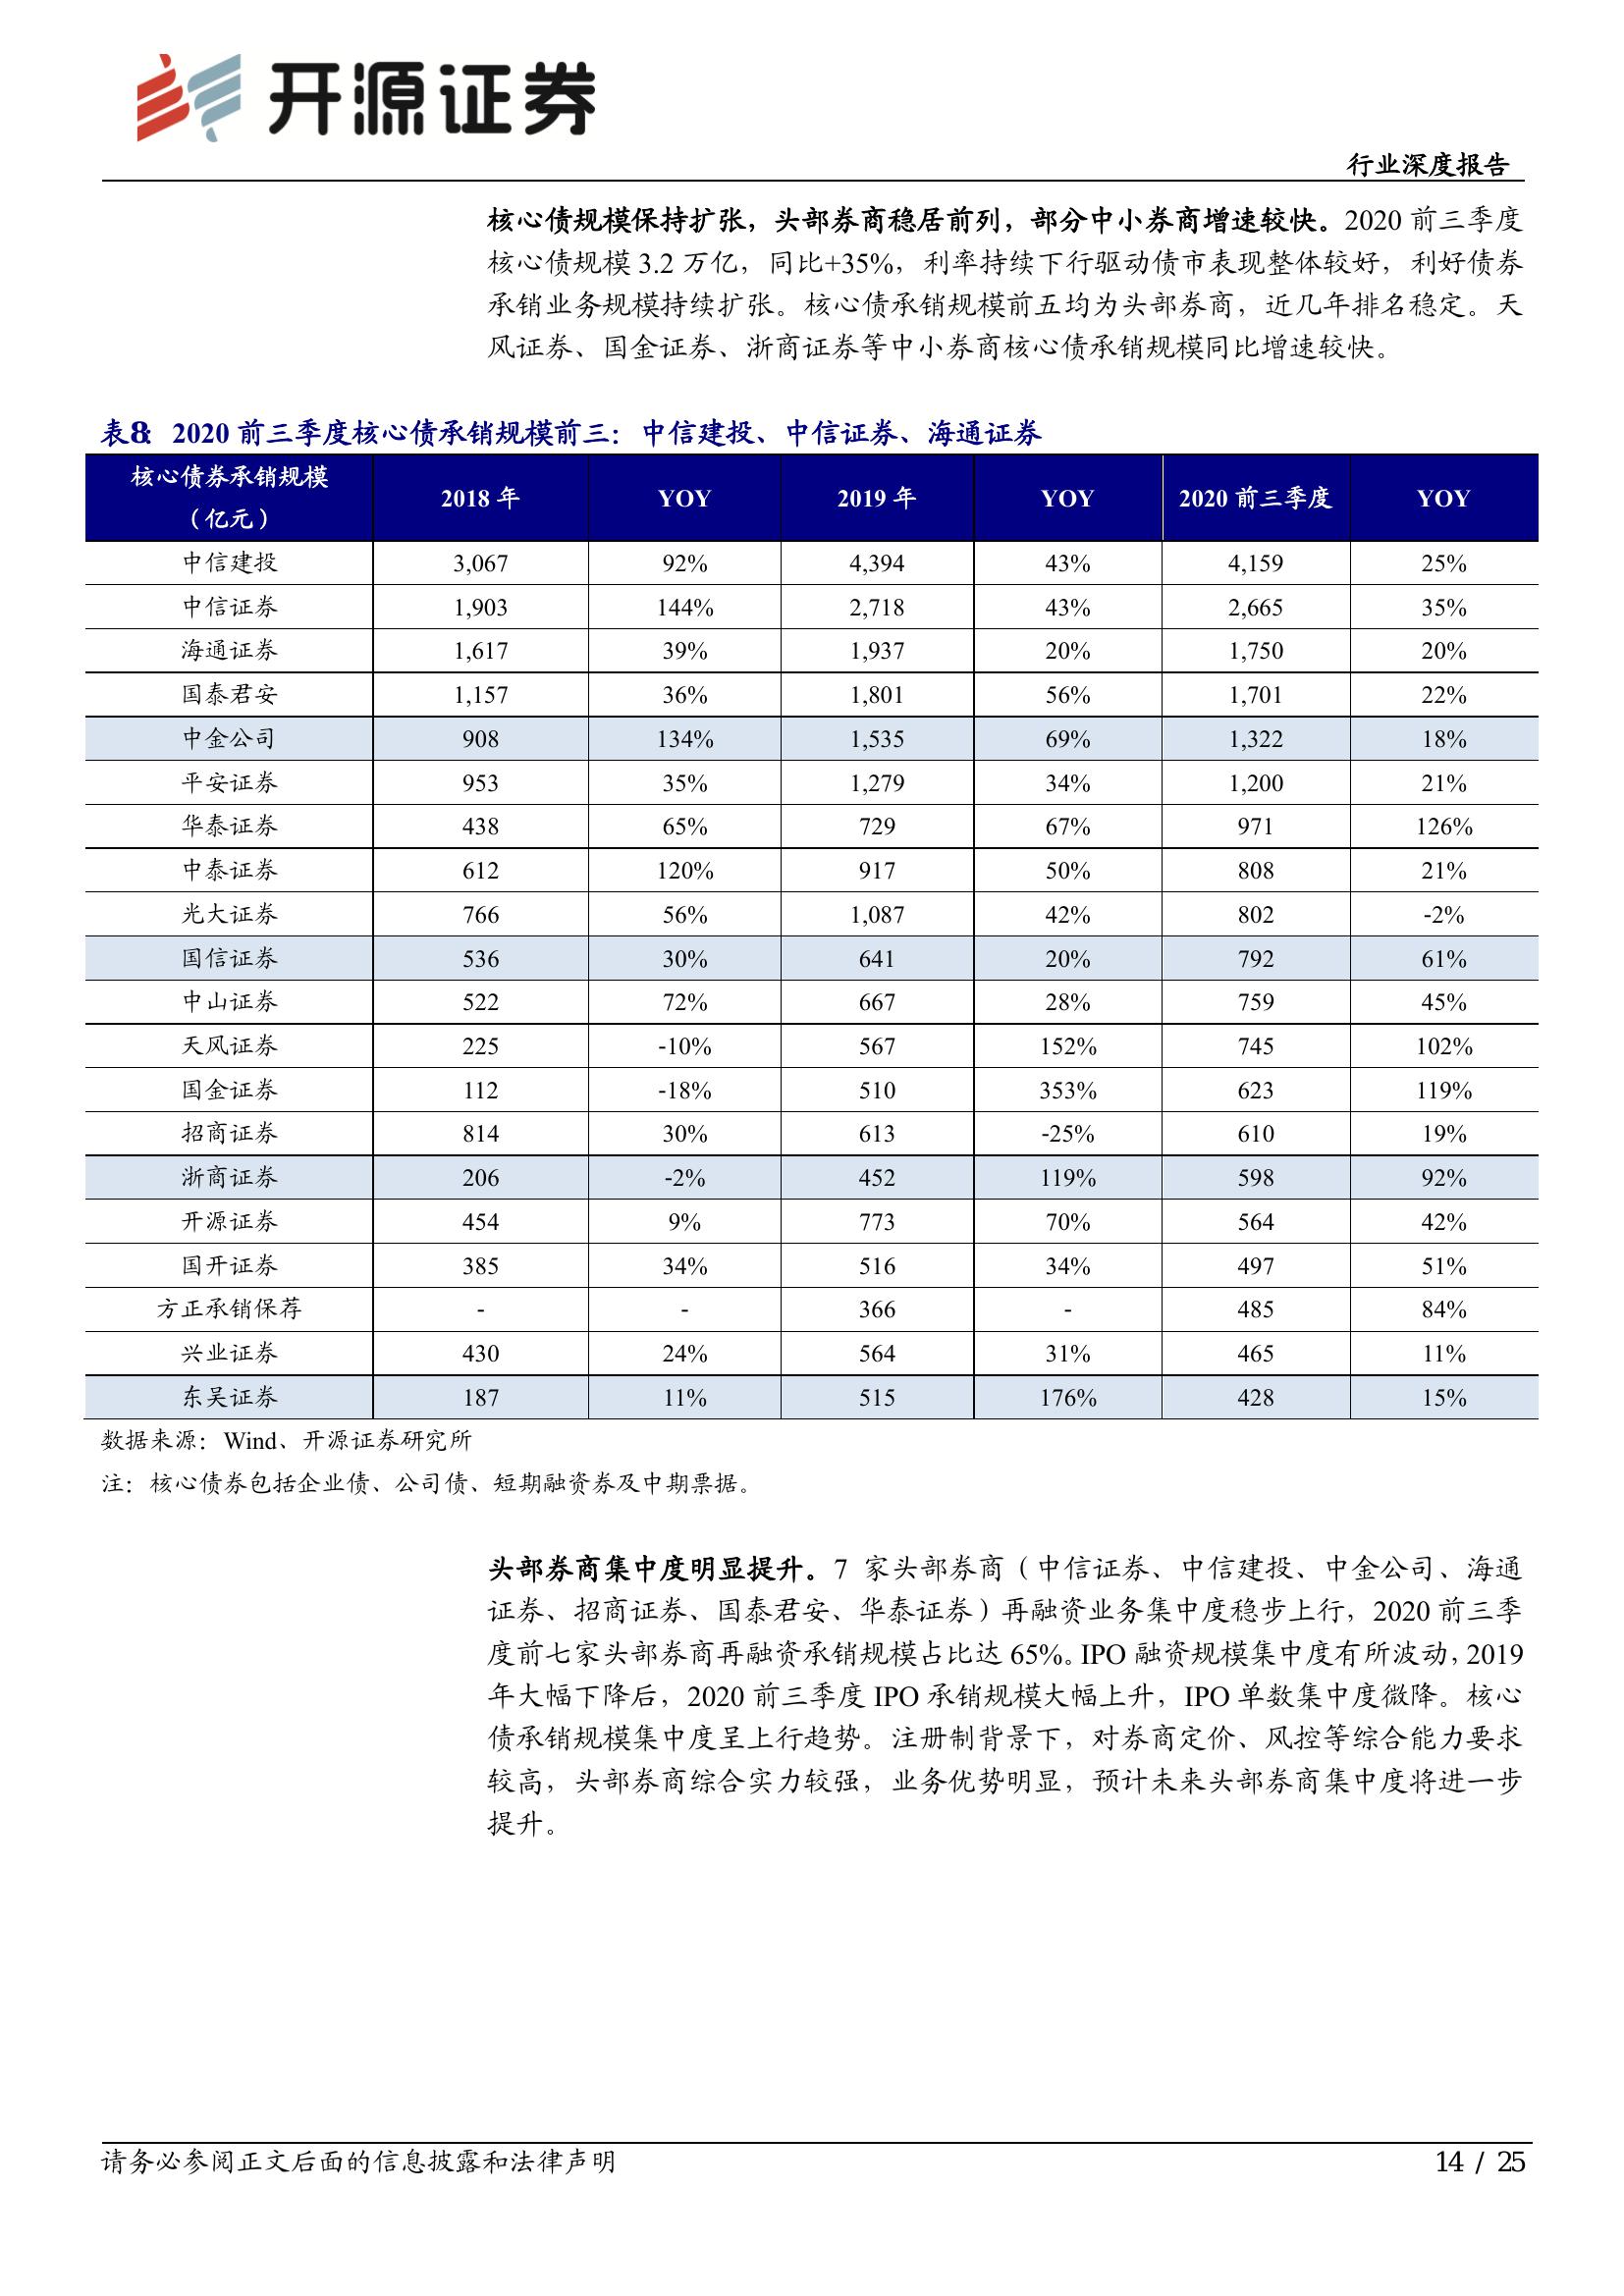 开源证券
行业深度报告
核心债规模保持扩张，头部券商稳居前列，部分中小券商增速较快。2020 前三季度
核心债规模 3.2 万亿，同比+35%，利率持续下行驱动债市表现整体较好，利好债券
承销业务规模持续扩张。核心债承销规模前五均为头部券商，近几年排名稳定。天
风证券、国金证券、浙商证券等中小券商核心债承销规模同比增速较快。
表8： 2020 前三季度核心债承销规模前三：中信建投、中信证券、海通证券
核心债券承销规模
（亿元） 2018 年 YOY 2019 年 YOY 2020 前三季度 YOY
中信建投 3,067 92% 4,394 43% 4,159 25%
中信证券 1,903 144% 2,718 43% 2,665 35%
海通证券 1,617 39% 1,937 20% 1,750 20%
国泰君安 1,157 36% 1,801 56% 1,701 22%
中金公司 908 134% 1,535 69% 1,322 18%
平安证券 953 35% 1,279 34% 1,200 21%
华泰证券 438 65% 729 67% 971 126%
中泰证券 612 120% 917 50% 808 21%
光大证券 766 56% 1,087 42% 802 -2%
国信证券 536 30% 641 20% 792 61%
中山证券 522 72% 667 28% 759 45%
天风证券 225 -10% 567 152% 745 102%
国金证券 112 -18% 510 353% 623 119%
招商证券 814 30% 613 -25% 610 19%
浙商证券 206 -2% 452 119% 598 92%
开源证券 454 9% 773 70% 564 42%
国开证券 385 34% 516 34% 497 51%
方正承销保荐 - - 366 - 485 84%
兴业证券 430 24% 564 31% 465 11%
东吴证券 187 11% 515 176% 428 15%
数据来源：Wind、开源证券研究所
注：核心债券包括企业债、公司债、短期融资券及中期票据。
头部券商集中度明显提升。7 家头部券商（中信证券、中信建投、中金公司、海通
证券、招商证券、国泰君安、华泰证券）再融资业务集中度稳步上行，2020 前三季
度前七家头部券商再融资承销规模占比达 65%。IPO 融资规模集中度有所波动，2019
年大幅下降后，2020 前三季度 IPO 承销规模大幅上升，IPO 单数集中度微降。核心
债承销规模集中度呈上行趋势。注册制背景下，对券商定价、风控等综合能力要求
较高，头部券商综合实力较强，业务优势明显，预计未来头部券商集中度将进一步
提升。
请务必参阅正文后面的信息披露和法律声明
14 / 25